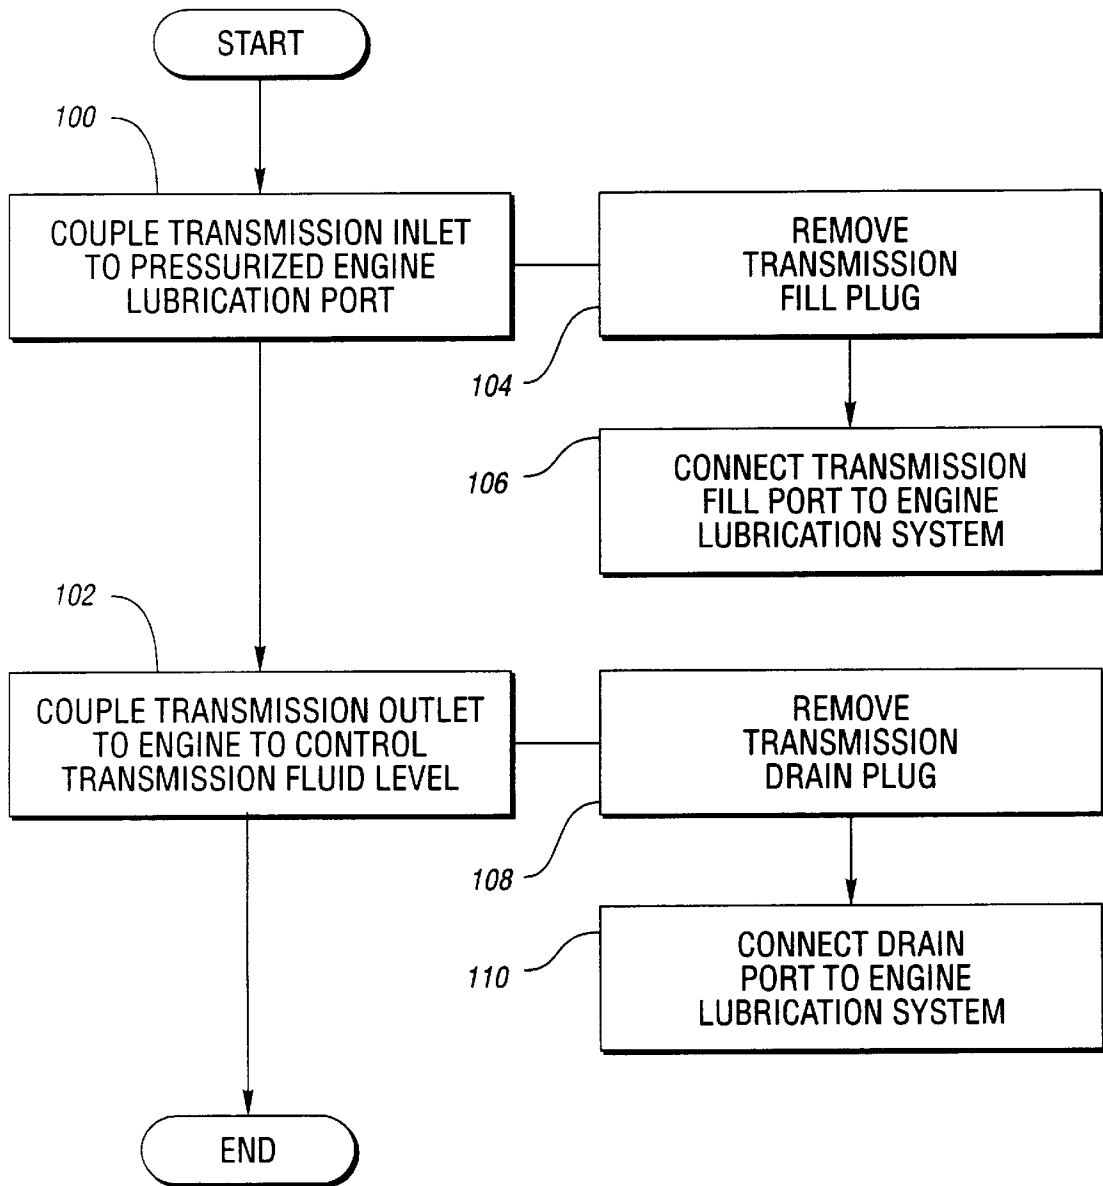 START
100
COUPLE TRANSMISSION INLET
TO PRESSURIZED ENGINE
LUBRICATION PORT
REMOVE
TRANSMISSION
FILL PLUG
104
106
CONNECT TRANSMISSION
FILL PORT TO ENGINE
LUBRICATION SYSTEM
102
COUPLE TRANSMISSION OUTLET
TO ENGINE TO CONTROL
TRANSMISSION FLUID LEVEL
REMOVE
TRANSMISSION
DRAIN PLUG
108
110
CONNECT DRAIN
PORT TO ENGINE
LUBRICATION SYSTEM
END